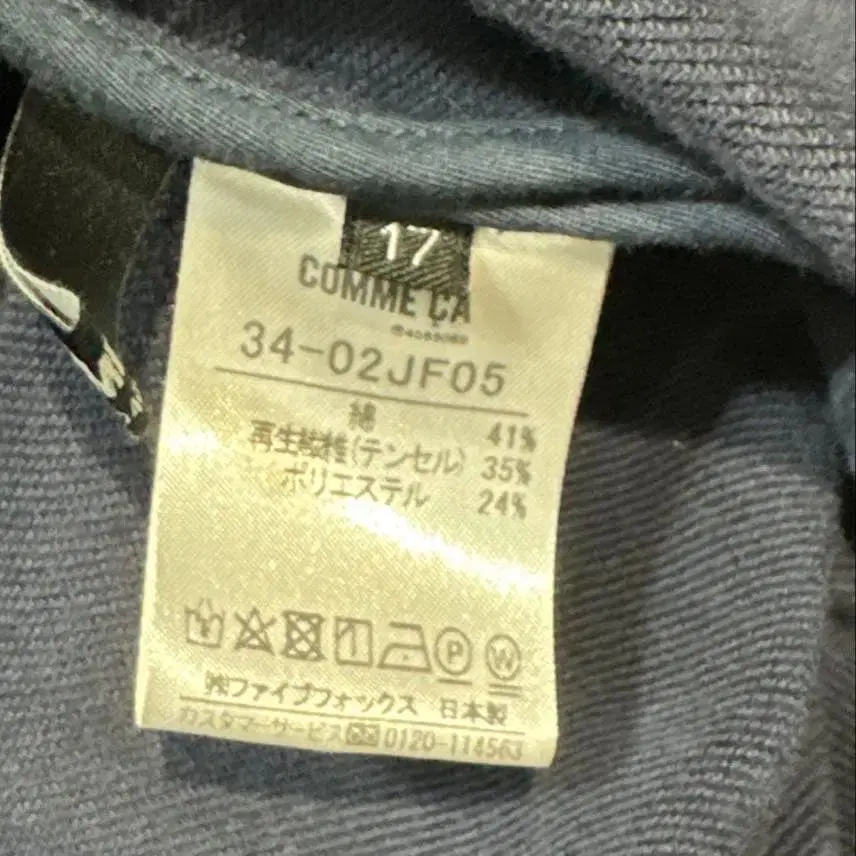 17
COMME ÇA
34-02JF05
綿 41%
再生繊維(テンセル) 35%
ポリエステル 24%
P W
㈱ファイブフォックス 日本製
カスタマーサービス 0120-114563